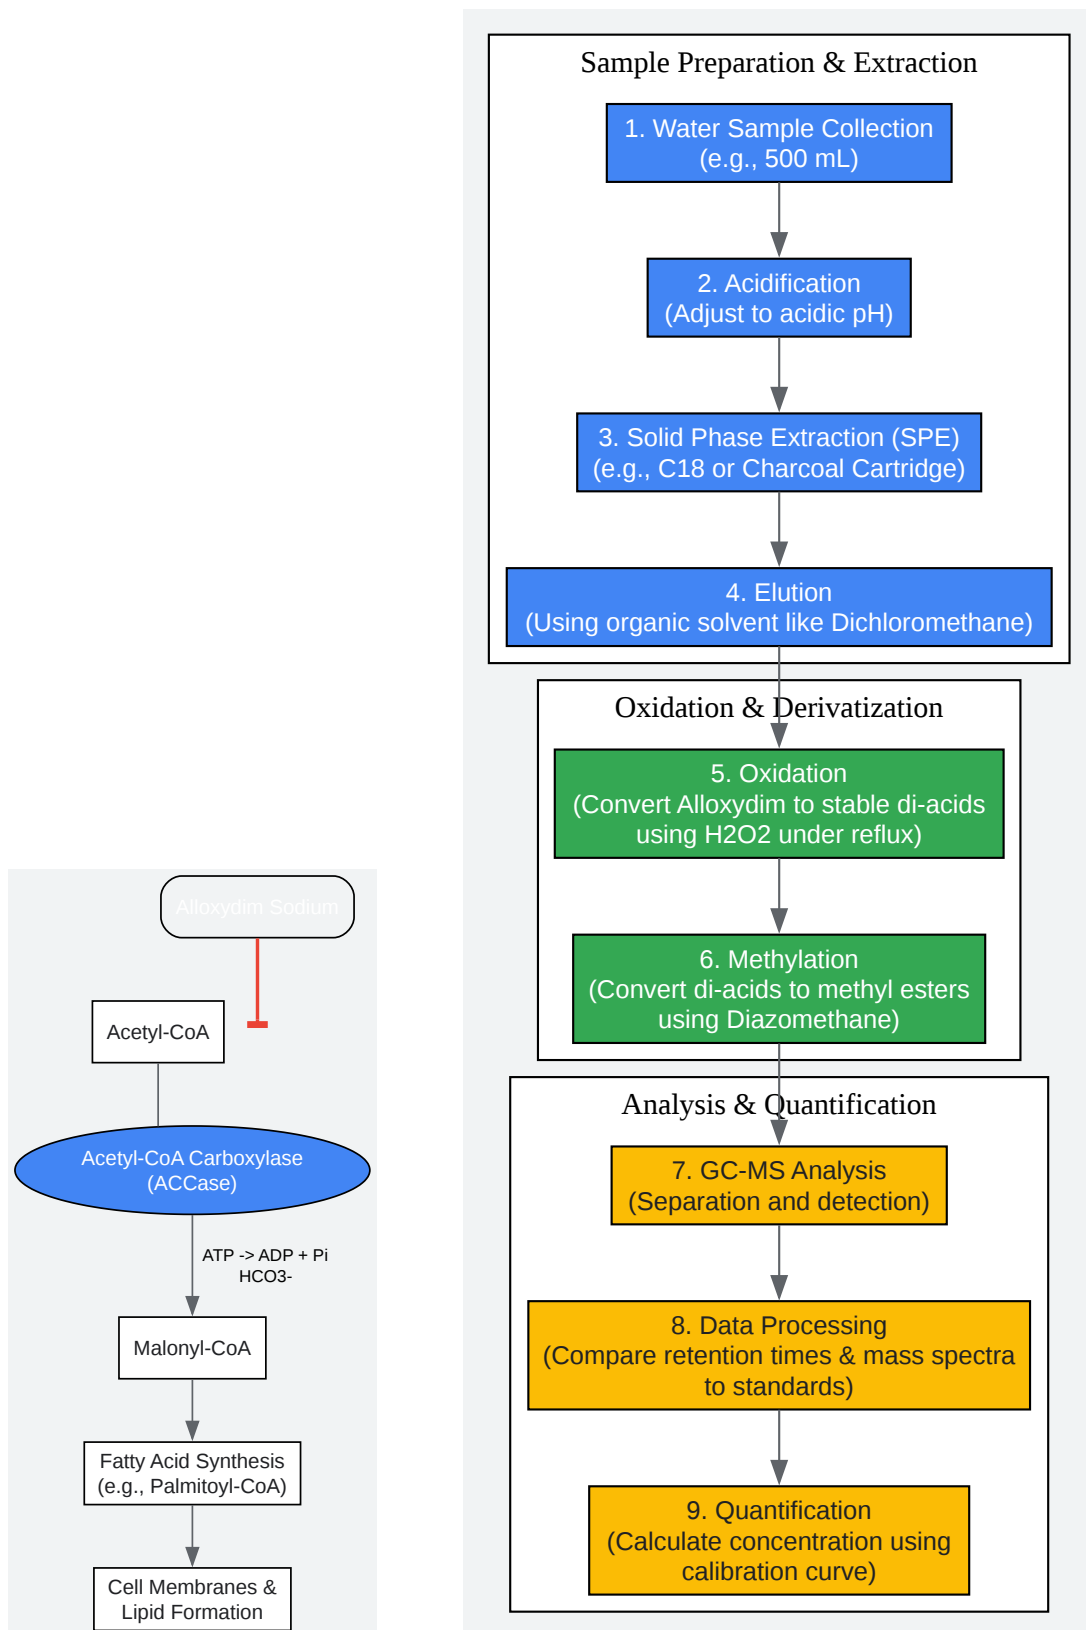 Sample Preparation & Extraction
1. Water Sample Collection
(e.g., 500 mL)
2. Acidification
(Adjust to acidic pH)
3. Solid Phase Extraction (SPE)
(e.g., C18 or Charcoal Cartridge)
4. Elution
(Using organic solvent like Dichloromethane)
Oxidation & Derivatization
5. Oxidation
(Convert Alloxydim to stable di-acids
using H2O2 under reflux)
6. Methylation
(Convert di-acids to methyl esters
using Diazomethane)
Analysis & Quantification
7. GC-MS Analysis
(Separation and detection)
8. Data Processing
(Compare retention times & mass spectra
to standards)
9. Quantification
(Calculate concentration using
calibration curve)
Alloxydim Sodium
Acetyl-CoA
Acetyl-CoA Carboxylase
(ACCase)
ATP -> ADP + Pi
HCO3-
Malonyl-CoA
Fatty Acid Synthesis
(e.g., Palmitoyl-CoA)
Cell Membranes &
Lipid Formation